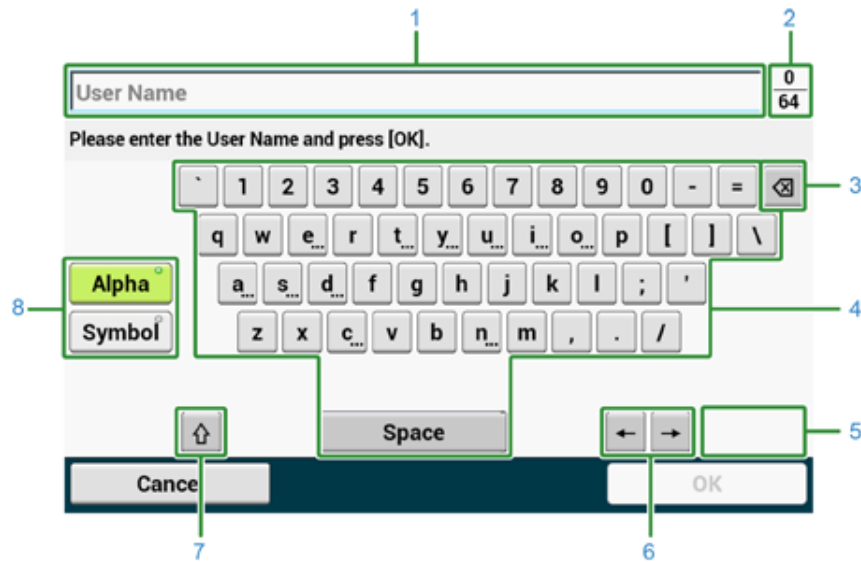 1 2
User Name 0
64
Please enter the User Name and press [OK].
` 1 2 3 4 5 6 7 8 9 0 - = 3
q w e... r t... y... u... i... o... p [ ] \
8 Alpha a... s... d... f g h j k l ; ' 4
Symbol z x c... v b n... m , . /
⇧ Space ← → 5
Cancel OK
7 6